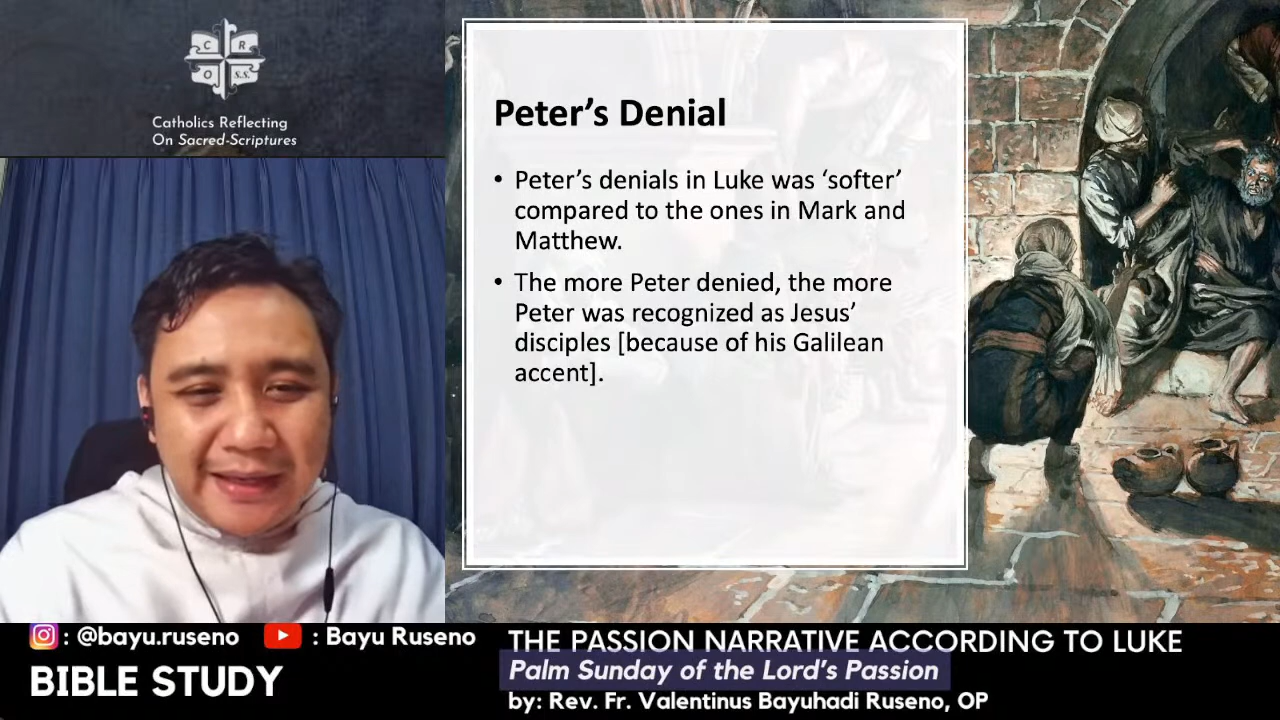 C R
O S.S.
Catholics Reflecting
On Sacred-Scriptures
Peter’s Denial
• Peter’s denials in Luke was ‘softer’
compared to the ones in Mark and
Matthew.
• The more Peter denied, the more
Peter was recognized as Jesus’
disciples [because of his Galilean
accent].
: @bayu.ruseno : Bayu Ruseno
BIBLE STUDY
THE PASSION NARRATIVE ACCORDING TO LUKE
Palm Sunday of the Lord’s Passion
by: Rev. Fr. Valentinus Bayuhadi Ruseno, OP